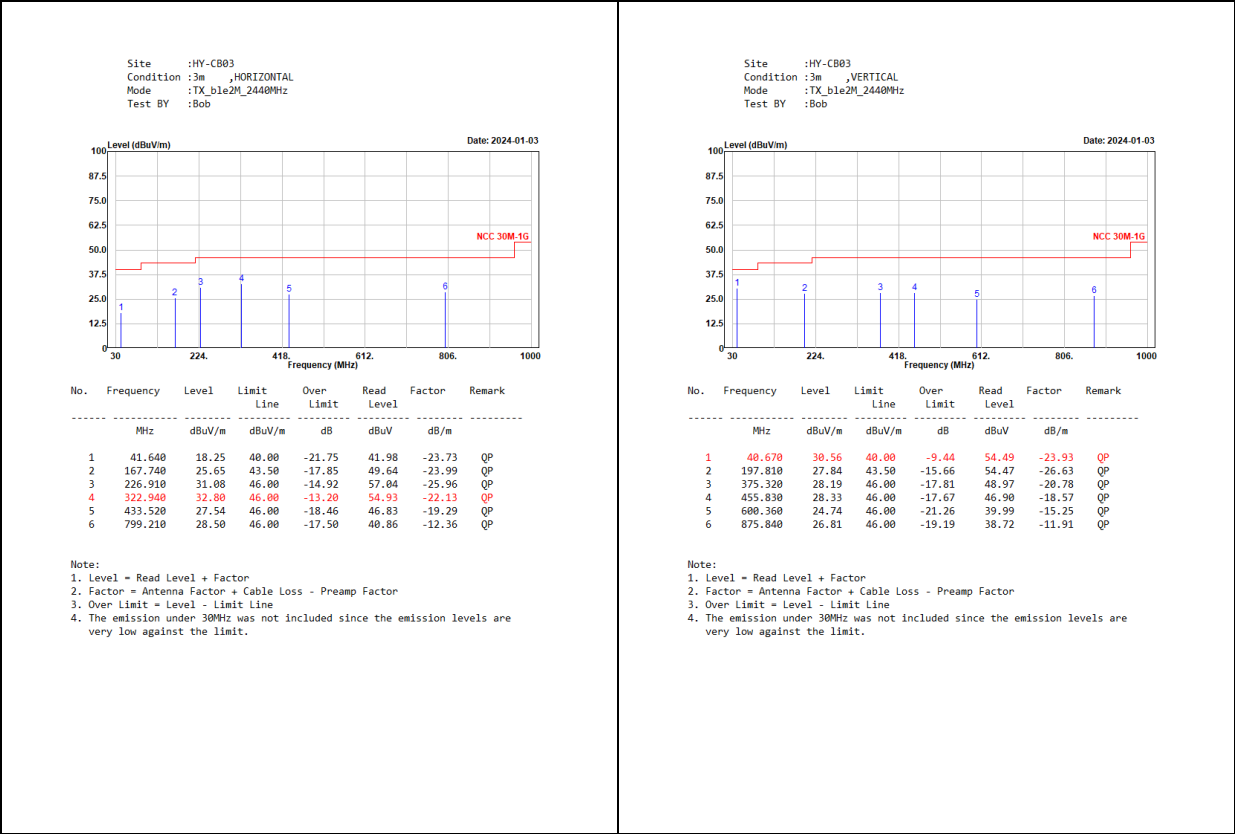 Site      :HY-CB03
Condition :3m    ,HORIZONTAL
Mode      :TX_ble2M_2440MHz
Test BY   :Bob
Level (dBuV/m)
Date: 2024-01-03
100
87.5
75.0
62.5
NCC 30M-1G
50.0
37.5
25.0
12.5
0
1 2 3 4 5 6
30 224. 418. 612. 806. 1000
Frequency (MHz)
No. Frequency Level Limit Over Read Factor Remark
Line Limit Level
------ ----------- -------- --------- --------- --------- -------- ---------
MHz dBuV/m dBuV/m dB dBuV dB/m
1 41.640 18.25 40.00 -21.75 41.98 -23.73 QP
2 167.740 25.65 43.50 -17.85 49.64 -23.99 QP
3 226.910 31.08 46.00 -14.92 57.04 -25.96 QP
4 322.940 32.80 46.00 -13.20 54.93 -22.13 QP
5 433.520 27.54 46.00 -18.46 46.83 -19.29 QP
6 799.210 28.50 46.00 -17.50 40.86 -12.36 QP
Note:
1. Level = Read Level + Factor
2. Factor = Antenna Factor + Cable Loss - Preamp Factor
3. Over Limit = Level - Limit Line
4. The emission under 30MHz was not included since the emission levels are
very low against the limit.
Site      :HY-CB03
Condition :3m    ,VERTICAL
Mode      :TX_ble2M_2440MHz
Test BY   :Bob
Level (dBuV/m)
Date: 2024-01-03
100
87.5
75.0
62.5
NCC 30M-1G
50.0
37.5
25.0
12.5
0
1 2 3 4 5 6
30 224. 418. 612. 806. 1000
Frequency (MHz)
No. Frequency Level Limit Over Read Factor Remark
Line Limit Level
------ ----------- -------- --------- --------- --------- -------- ---------
MHz dBuV/m dBuV/m dB dBuV dB/m
1 40.670 30.56 40.00 -9.44 54.49 -23.93 QP
2 197.810 27.84 43.50 -15.66 54.47 -26.63 QP
3 375.320 28.19 46.00 -17.81 48.97 -20.78 QP
4 455.830 28.33 46.00 -17.67 46.90 -18.57 QP
5 600.360 24.74 46.00 -21.26 39.99 -15.25 QP
6 875.840 26.81 46.00 -19.19 38.72 -11.91 QP
Note:
1. Level = Read Level + Factor
2. Factor = Antenna Factor + Cable Loss - Preamp Factor
3. Over Limit = Level - Limit Line
4. The emission under 30MHz was not included since the emission levels are
very low against the limit.